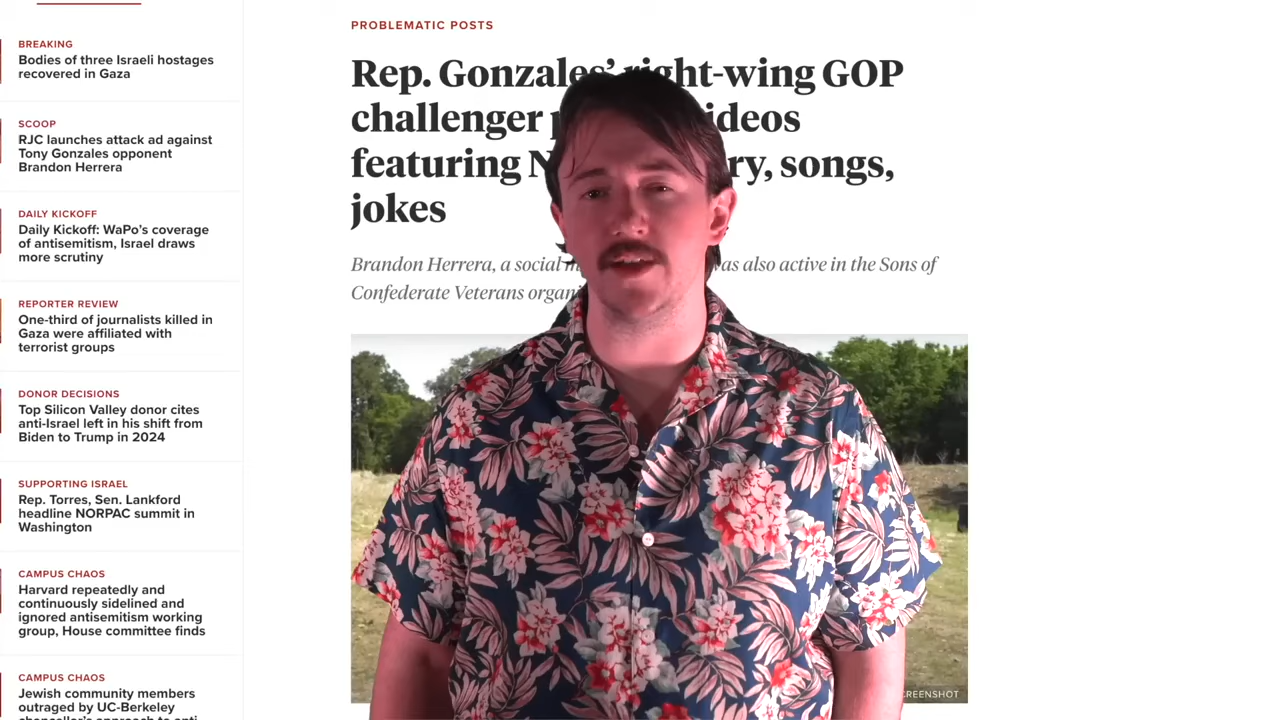 BREAKING
Bodies of three Israeli hostages
recovered in Gaza
SCOOP
RJC launches attack ad against
Tony Gonzales opponent
Brandon Herrera
DAILY KICKOFF
Daily Kickoff: WaPo's coverage
of antisemitism, Israel draws
more scrutiny
REPORTER REVIEW
One-third of journalists killed in
Gaza were affiliated with
terrorist groups
DONOR DECISIONS
Top Silicon Valley donor cites
anti-Israel left in his shift from
Biden to Trump in 2024
SUPPORTING ISRAEL
Rep. Torres, Sen. Lankford
headline NORPAC summit in
Washington
CAMPUS CHAOS
Harvard repeatedly and
continuously sidelined and
ignored antisemitism working
group, House committee finds
CAMPUS CHAOS
Jewish community members
outraged by UC-Berkeley
PROBLEMATIC POSTS
Rep. Gonzales' right-wing GOP
challenger
featuring songs,
jokes
Brandon Herrera, a social was also active in the Sons of
Confederate Veterans